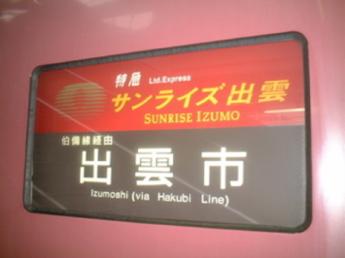 特急 Ltd.Express
サンライズ出雲
SUNRISE IZUMO
伯備線経由
出雲市
Izumoshi (via Hakubi Line)